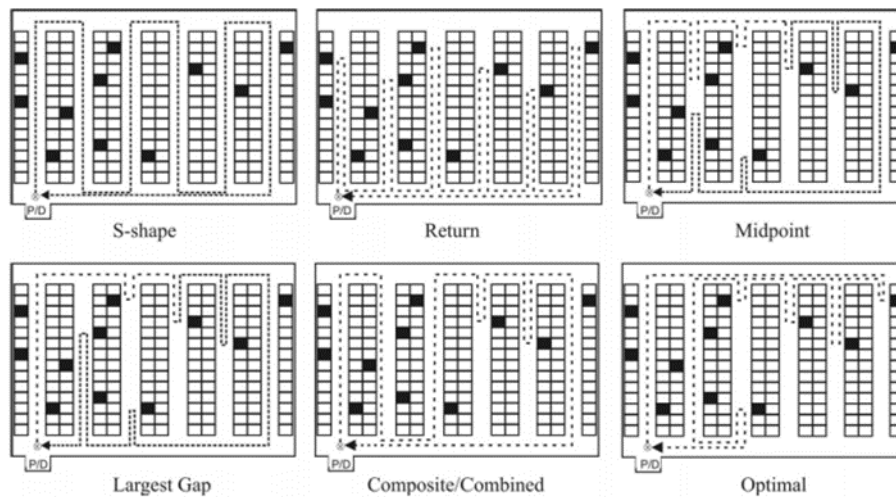 P/D
P/D
P/D
S-shape
Return
Midpoint
P/D
P/D
P/D
Largest Gap
Composite/Combined
Optimal